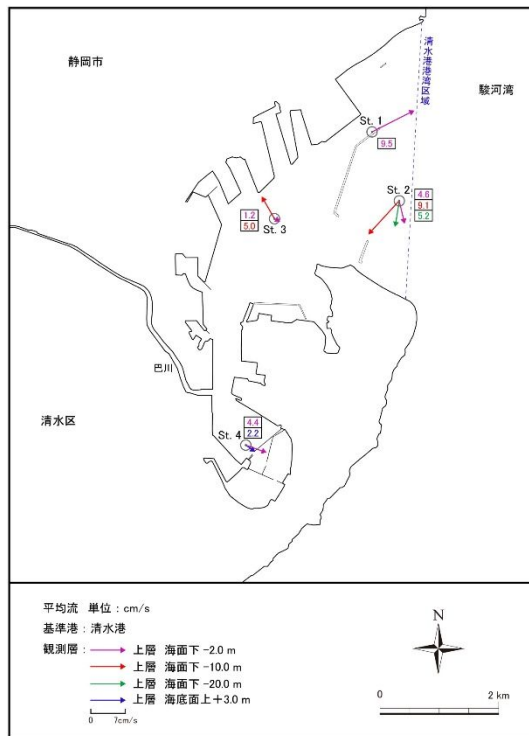 静岡市
駿河湾
清水港港湾区域
St. 1
9.5
St. 2
4.6
9.1
5.2
1.2
5.0
St. 3
巴川
清水区
4.4
2.2
St. 4
平均流 単位：cm/s
基準港：清水港
観測層：
上層 海面下 -2.0 m
上層 海面下 -10.0 m
上層 海面下 -20.0 m
上層 海底面上＋3.0 m
0 7cm/s
N
0 2 km